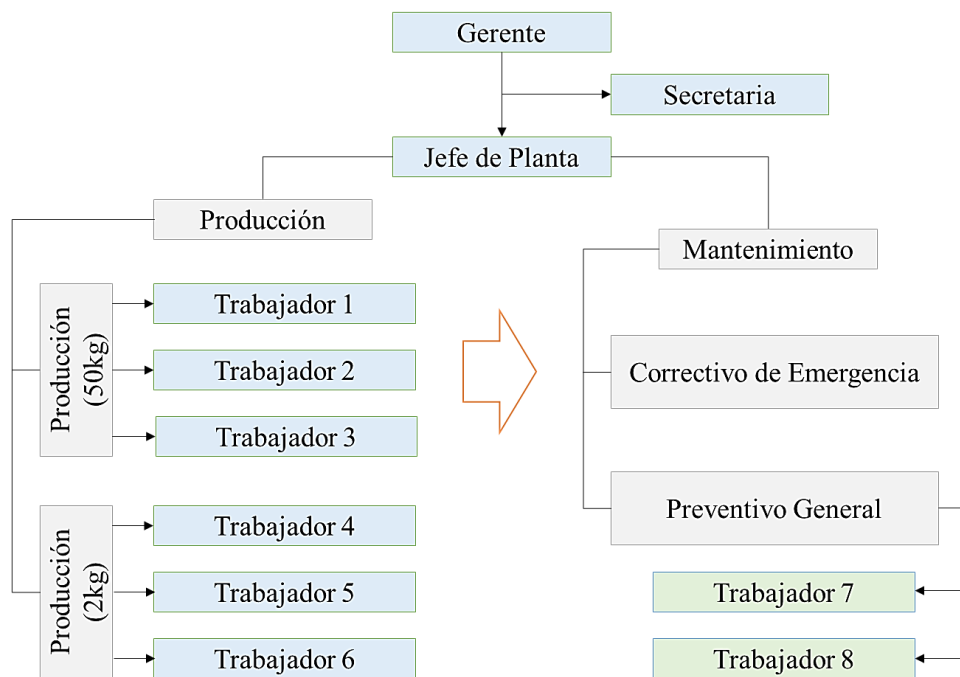 Gerente
Secretaria
Jefe de Planta
Producción
Mantenimiento
Producción
(50kg)
Trabajador 1
Trabajador 2
Trabajador 3
Correctivo de Emergencia
Preventivo General
Producción
(2kg)
Trabajador 4
Trabajador 5
Trabajador 6
Trabajador 7
Trabajador 8